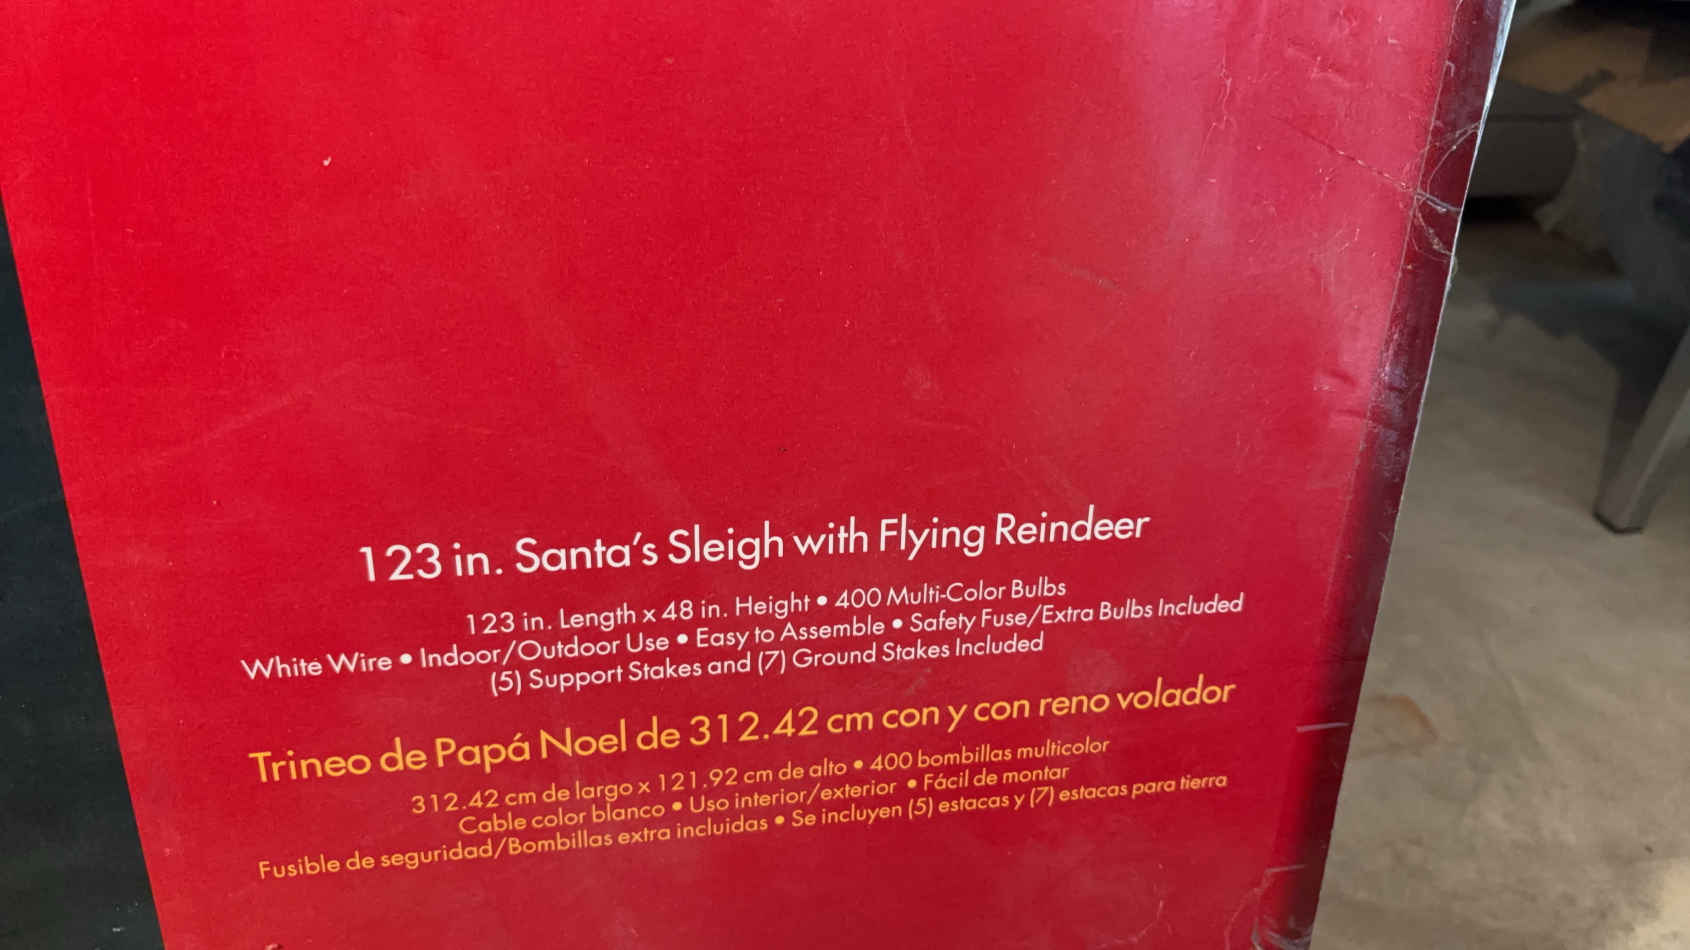 123 in. Santa's Sleigh with Flying Reindeer
123 in. Length x 48 in. Height • 400 Multi-Color Bulbs
White Wire • Indoor/Outdoor Use • Easy to Assemble • Safety Fuse/Extra Bulbs Included
(5) Support Stakes and (7) Ground Stakes Included
Trineo de Papá Noel de 312.42 cm con y con reno volador
312.42 cm de largo x 121.92 cm de alto • 400 bombillas multicolor
Cable color blanco • Uso interior/exterior • Fácil de montar
Fusible de seguridad/Bombillas extra incluidas • Se incluyen (5) estacas y (7) estacas para tierra